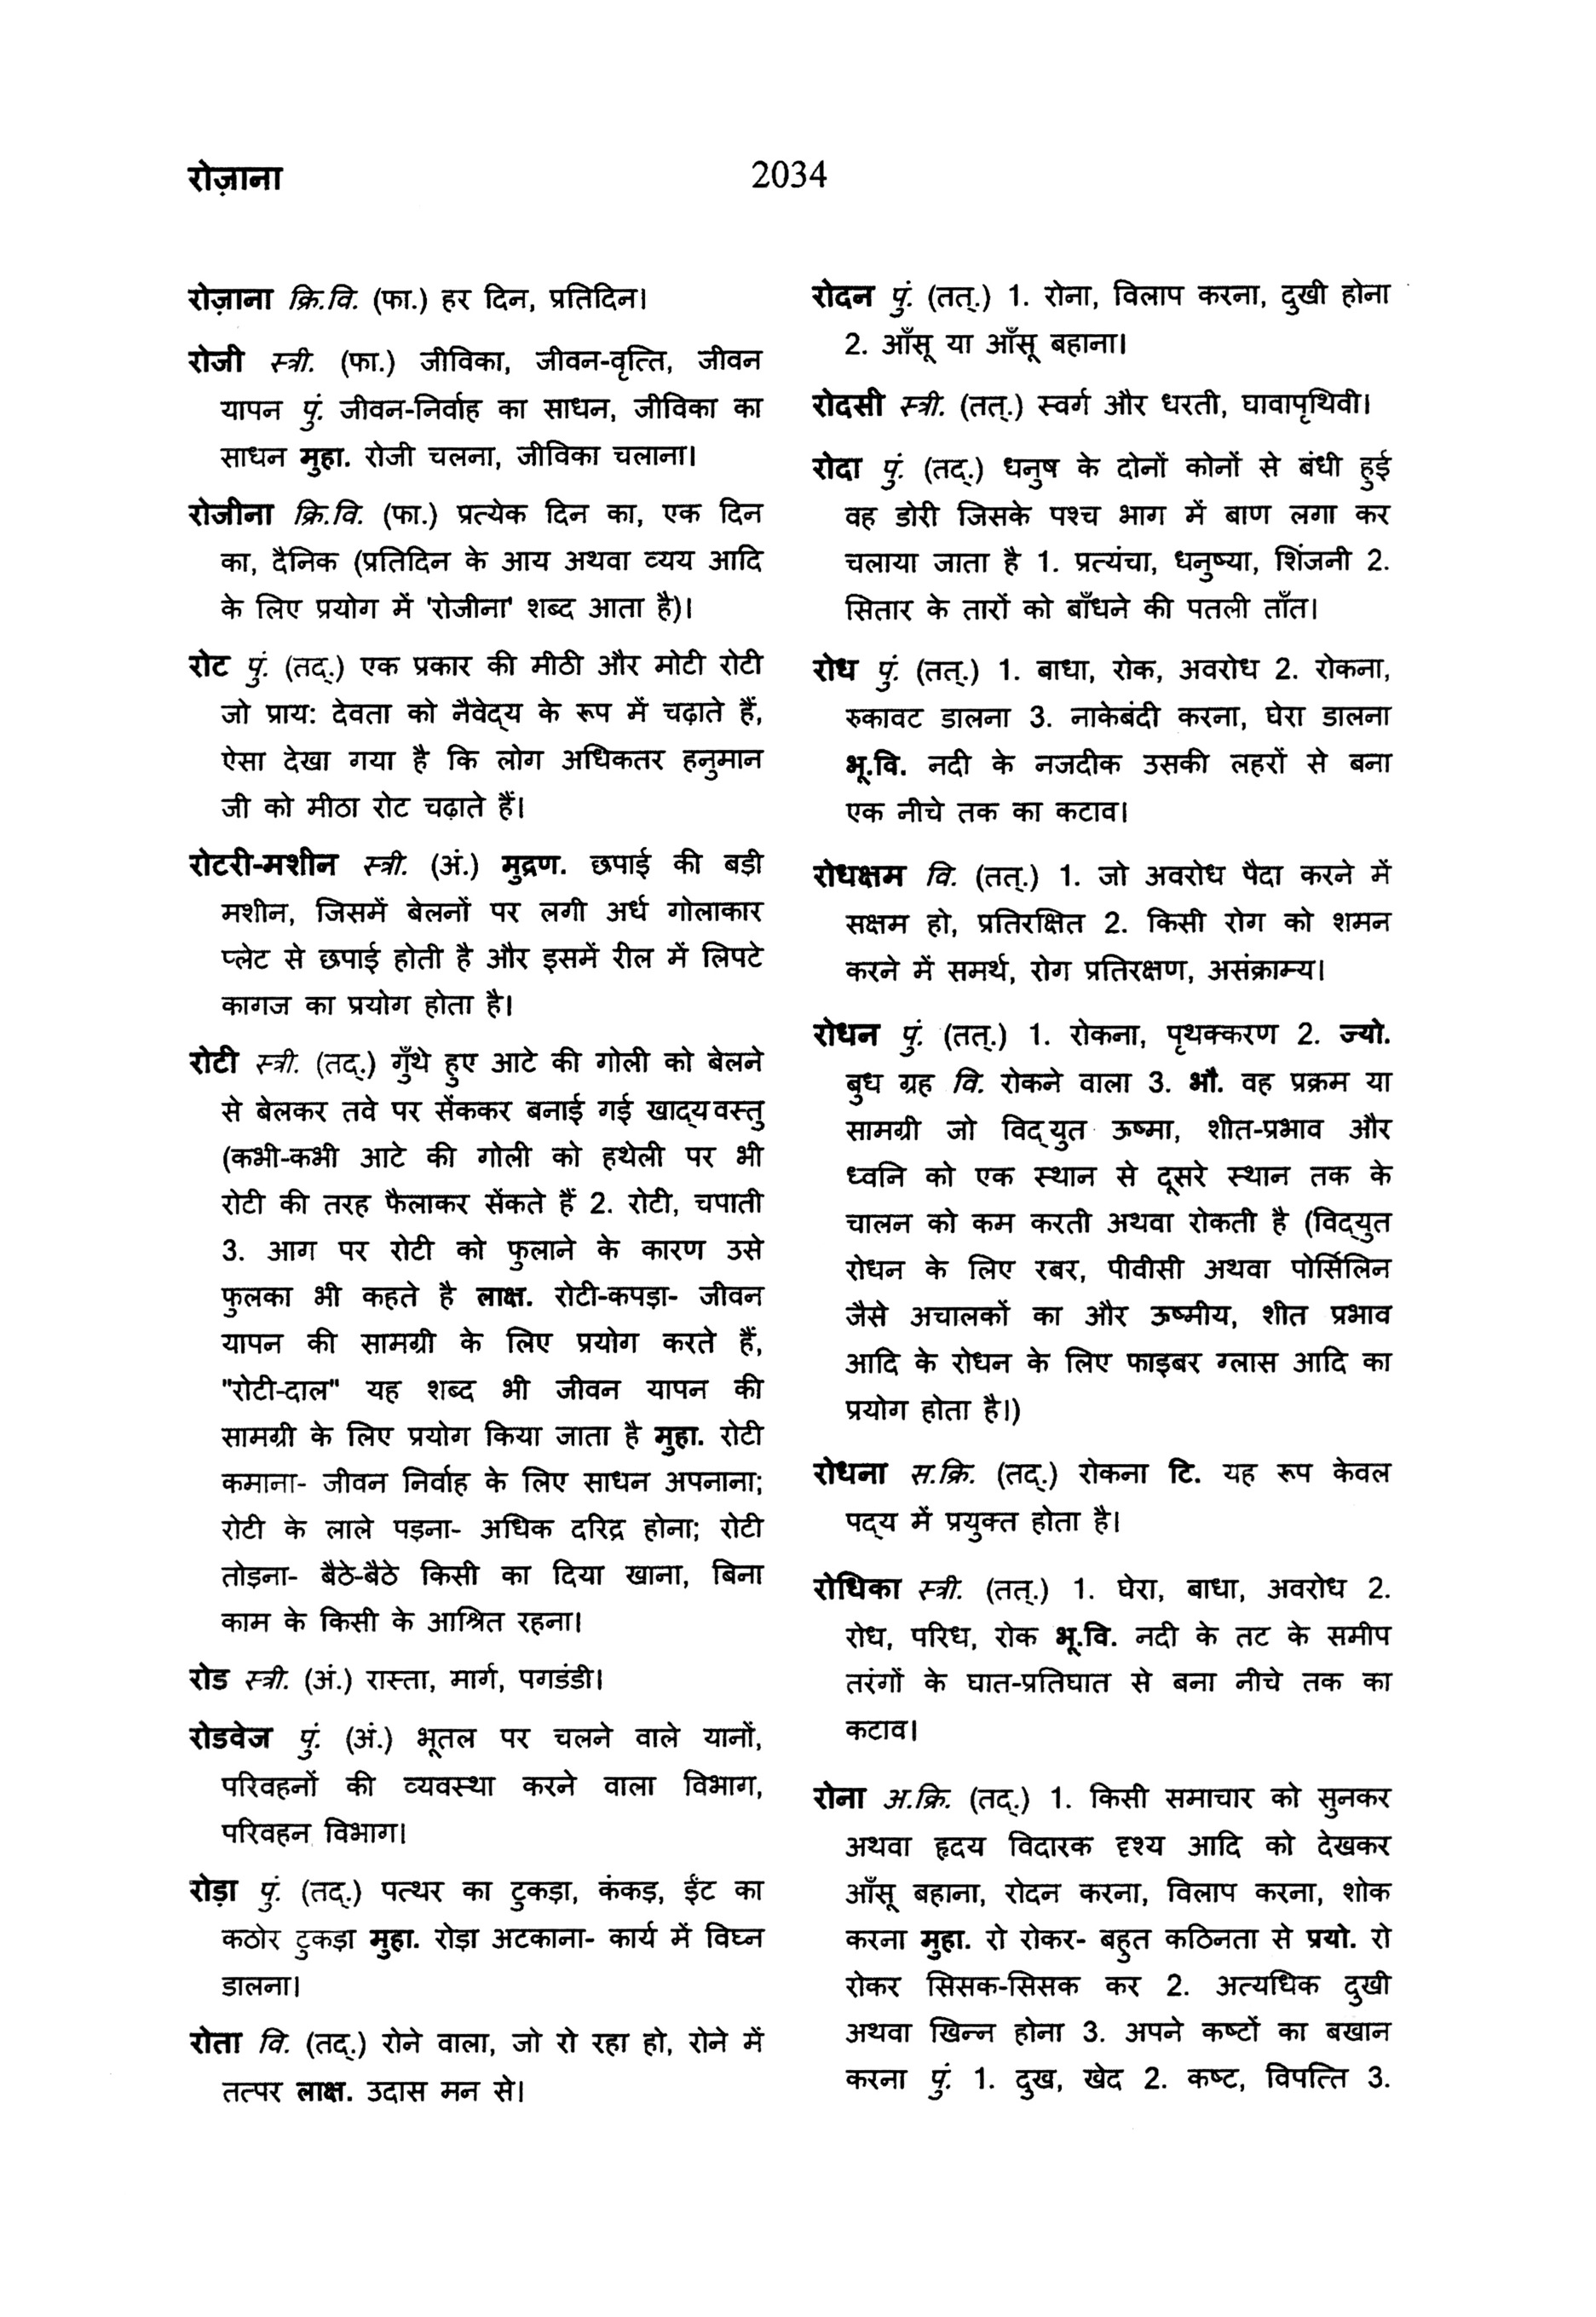 रोज़ाना
2034
रोज़ाना क्रि.वि. (फा.) हर दिन, प्रतिदिन।
रोजी स्त्री. (फा.) जीविका, जीवन-वृत्ति, जीवन
यापन पुं. जीवन-निर्वाह का साधन, जीविका का
साधन मुहा. रोजी चलना, जीविका चलाना।
रोजीना क्रि.वि. (फा.) प्रत्येक दिन का, एक दिन
का, दैनिक (प्रतिदिन के आय अथवा व्यय आदि
के लिए प्रयोग में 'रोजीना' शब्द आता है)।
रोट पुं. (तद्.) एक प्रकार की मीठी और मोटी रोटी
जो प्राय: देवता को नैवेद्य के रूप में चढ़ाते हैं,
ऐसा देखा गया है कि लोग अधिकतर हनुमान
जी को मीठा रोट चढ़ाते हैं।
रोटरी-मशीन स्त्री. (अं.) मुद्रण. छपाई की बड़ी
मशीन, जिसमें बेलनों पर लगी अर्ध गोलाकार
प्लेट से छपाई होती है और इसमें रील में लिपटे
कागज का प्रयोग होता है।
रोटी स्त्री. (तद्.) गुँथे हुए आटे की गोली को बेलने
से बेलकर तवे पर सेंककर बनाई गई खाद्य वस्तु
(कभी-कभी आटे की गोली को हथेली पर भी
रोटी की तरह फैलाकर सेंकते हैं 2. रोटी, चपाती
3. आग पर रोटी को फुलाने के कारण उसे
फुलका भी कहते है लाक्ष. रोटी-कपड़ा- जीवन
यापन की सामग्री के लिए प्रयोग करते हैं,
"रोटी-दाल" यह शब्द भी जीवन यापन की
सामग्री के लिए प्रयोग किया जाता है मुहा. रोटी
कमाना- जीवन निर्वाह के लिए साधन अपनाना;
रोटी के लाले पड़ना- अधिक दरिद्र होना; रोटी
तोड़ना- बैठे-बैठे किसी का दिया खाना, बिना
काम के किसी के आश्रित रहना।
रोड स्त्री. (अं.) रास्ता, मार्ग, पगडंडी।
रोडवेज पुं. (अं.) भूतल पर चलने वाले यानों,
परिवहनों की व्यवस्था करने वाला विभाग,
परिवहन विभाग।
रोड़ा पुं. (तद्.) पत्थर का टुकड़ा, कंकड़, ईंट का
कठोर टुकड़ा मुहा. रोड़ा अटकाना- कार्य में विघ्न
डालना।
रोता वि. (तद्.) रोने वाला, जो रो रहा हो, रोने में
तत्पर लाक्ष. उदास मन से।
रोदन पुं. (तत्.) 1. रोना, विलाप करना, दुखी होना
2. आँसू या आँसू बहाना।
रोदसी स्त्री. (तत्.) स्वर्ग और धरती, घावापृथिवी।
रोदा पुं. (तद्.) धनुष के दोनों कोनों से बंधी हुई
वह डोरी जिसके पश्च भाग में बाण लगा कर
चलाया जाता है 1. प्रत्यंचा, धनुष्या, शिंजनी 2.
सितार के तारों को बाँधने की पतली ताँत।
रोध पुं. (तत्.) 1. बाधा, रोक, अवरोध 2. रोकना,
रुकावट डालना 3. नाकेबंदी करना, घेरा डालना
भू.वि. नदी के नजदीक उसकी लहरों से बना
एक नीचे तक का कटाव।
रोधक्षम वि. (तत्.) 1. जो अवरोध पैदा करने में
सक्षम हो, प्रतिरक्षित 2. किसी रोग को शमन
करने में समर्थ, रोग प्रतिरक्षण, असंक्राम्य।
रोधन पुं. (तत्.) 1. रोकना, पृथक्करण 2. ज्यो.
बुध ग्रह वि. रोकने वाला 3. भौ. वह प्रक्रम या
सामग्री जो विद्युत ऊष्मा, शीत-प्रभाव और
ध्वनि को एक स्थान से दूसरे स्थान तक के
चालन को कम करती अथवा रोकती है (विद्युत
रोधन के लिए रबर, पीवीसी अथवा पोर्सिलिन
जैसे अचालकों का और ऊष्मीय, शीत प्रभाव
आदि के रोधन के लिए फाइबर ग्लास आदि का
प्रयोग होता है।)
रोधना स.क्रि. (तद्.) रोकना टि. यह रूप केवल
पद्य में प्रयुक्त होता है।
रोधिका स्त्री. (तत्.) 1. घेरा, बाधा, अवरोध 2.
रोध, परिध, रोक भू.वि. नदी के तट के समीप
तरंगों के घात-प्रतिघात से बना नीचे तक का
कटाव।
रोना अ.क्रि. (तद्.) 1. किसी समाचार को सुनकर
अथवा हृदय विदारक दृश्य आदि को देखकर
आँसू बहाना, रोदन करना, विलाप करना, शोक
करना मुहा. रो रोकर- बहुत कठिनता से प्रयो. रो
रोकर सिसक-सिसक कर 2. अत्यधिक दुखी
अथवा खिन्न होना 3. अपने कष्टों का बखान
करना पुं. 1. दुख, खेद 2. कष्ट, विपत्ति 3.